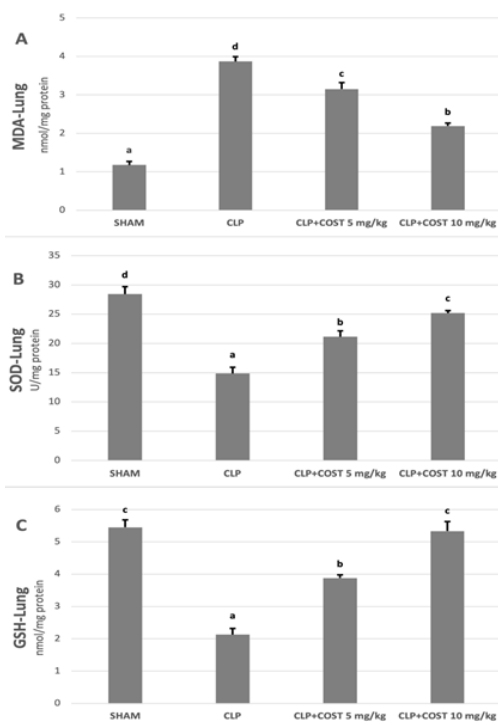 A
MDA-Lung
nmol/mg protein
5
4
3
2
1
0
a
d
c
b
SHAM
CLP
CLP+COST 5 mg/kg
CLP+COST 10 mg/kg
B
SOD-Lung
U/mg protein
35
30
25
20
15
10
5
0
d
a
b
c
SHAM
CLP
CLP+COST 5 mg/kg
CLP+COST 10 mg/kg
C
GSH-Lung
nmol/mg protein
6
5
4
3
2
1
0
c
a
b
c
SHAM
CLP
CLP+COST 5 mg/kg
CLP+COST 10 mg/kg